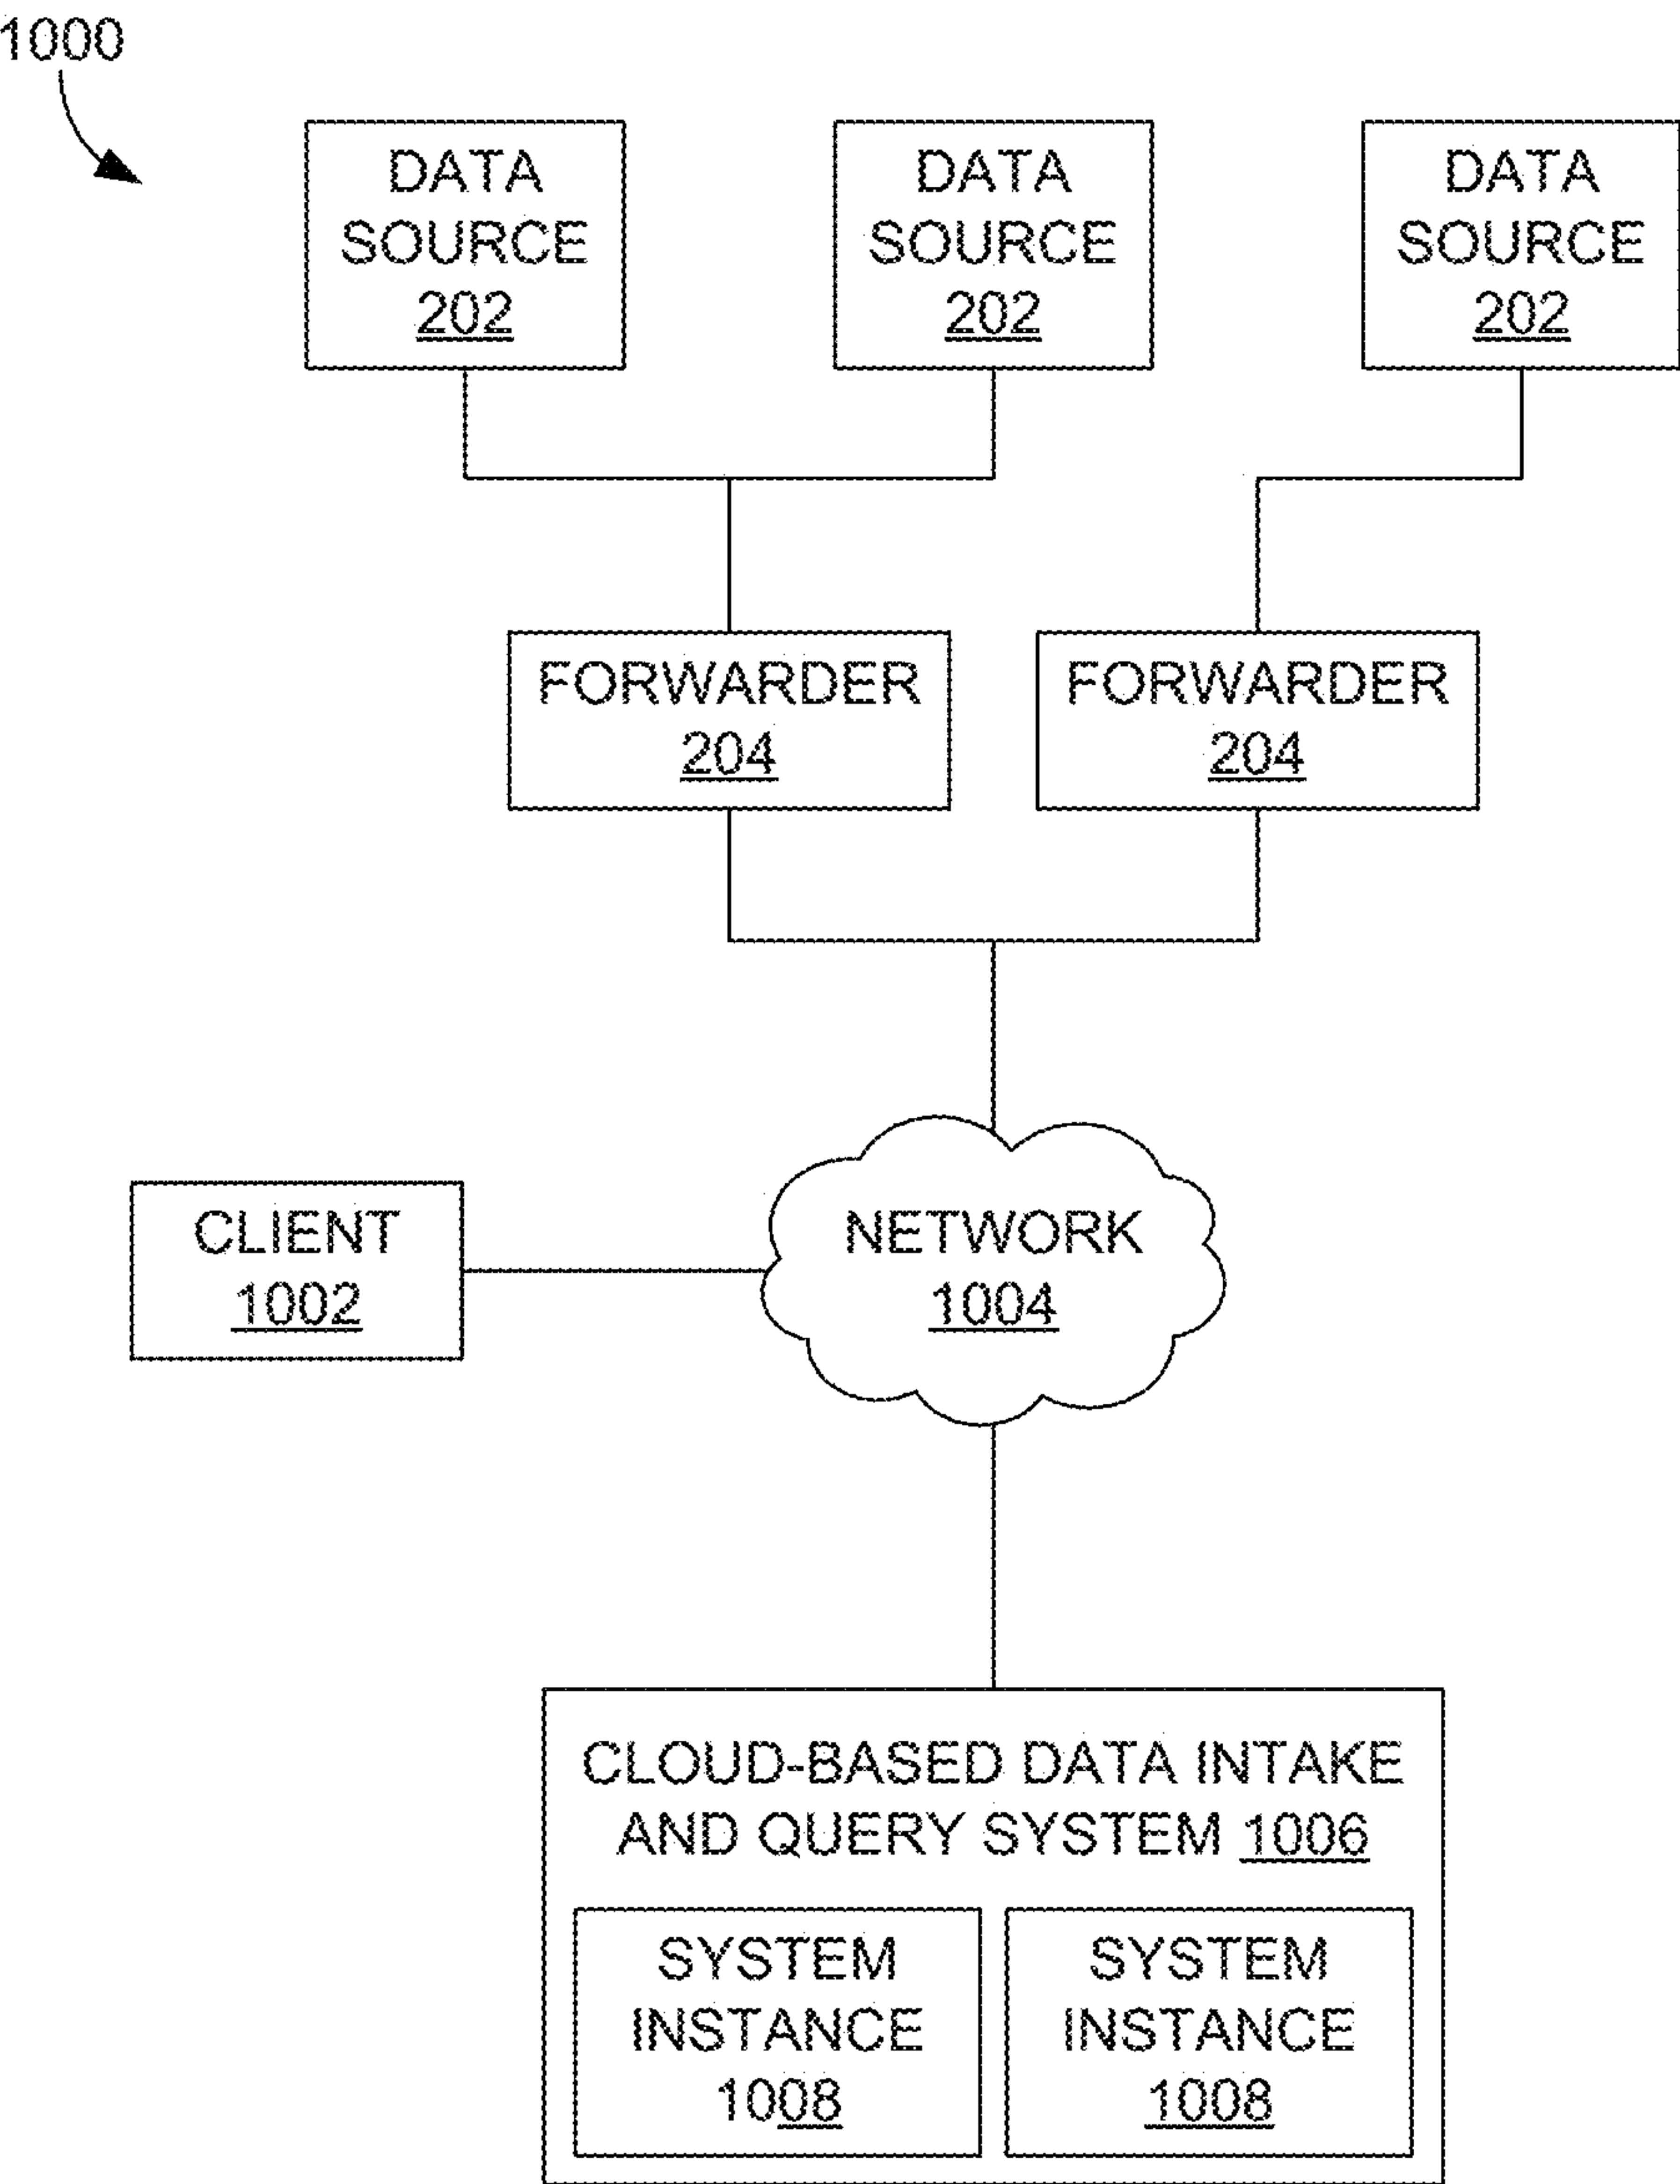 1000
DATA
SOURCE
202
DATA
SOURCE
202
DATA
SOURCE
202
FORWARDER
204
FORWARDER
204
CLIENT
1002
NETWORK
1004
CLOUD-BASED DATA INTAKE
AND QUERY SYSTEM 1006
SYSTEM
INSTANCE
1008
SYSTEM
INSTANCE
1008